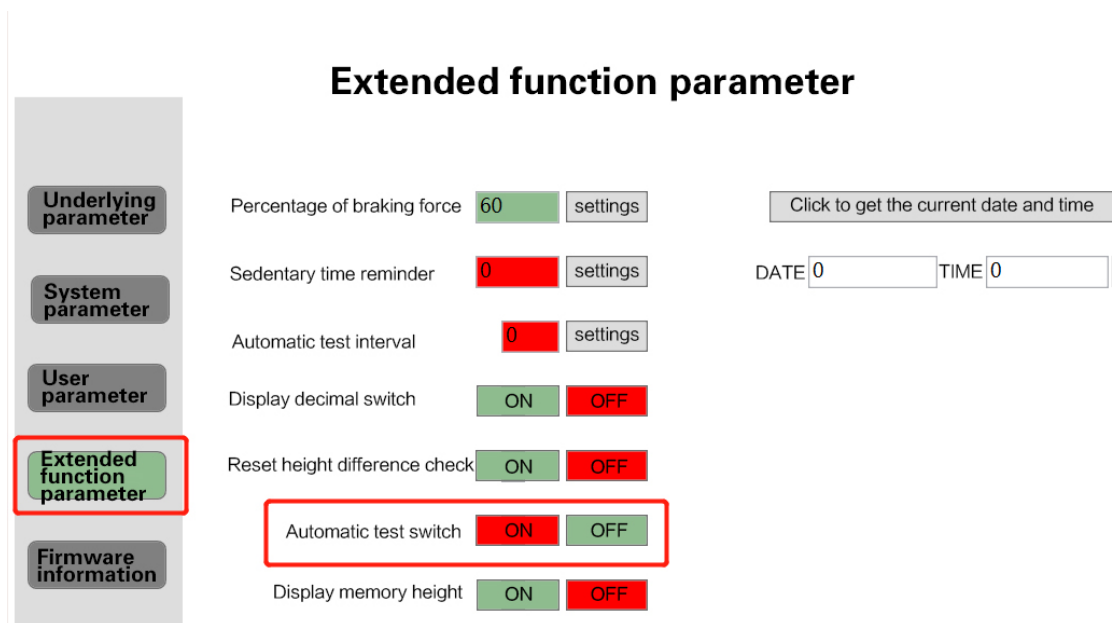 Extended function parameter
Underlying
parameter
System
parameter
User
parameter
Extended
function
parameter
Firmware
information
Percentage of braking force 60 settings
Sedentary time reminder 0 settings
Automatic test interval 0 settings
Display decimal switch ON OFF
Reset height difference check ON OFF
Automatic test switch ON OFF
Display memory height ON OFF
Click to get the current date and time
DATE 0 TIME 0